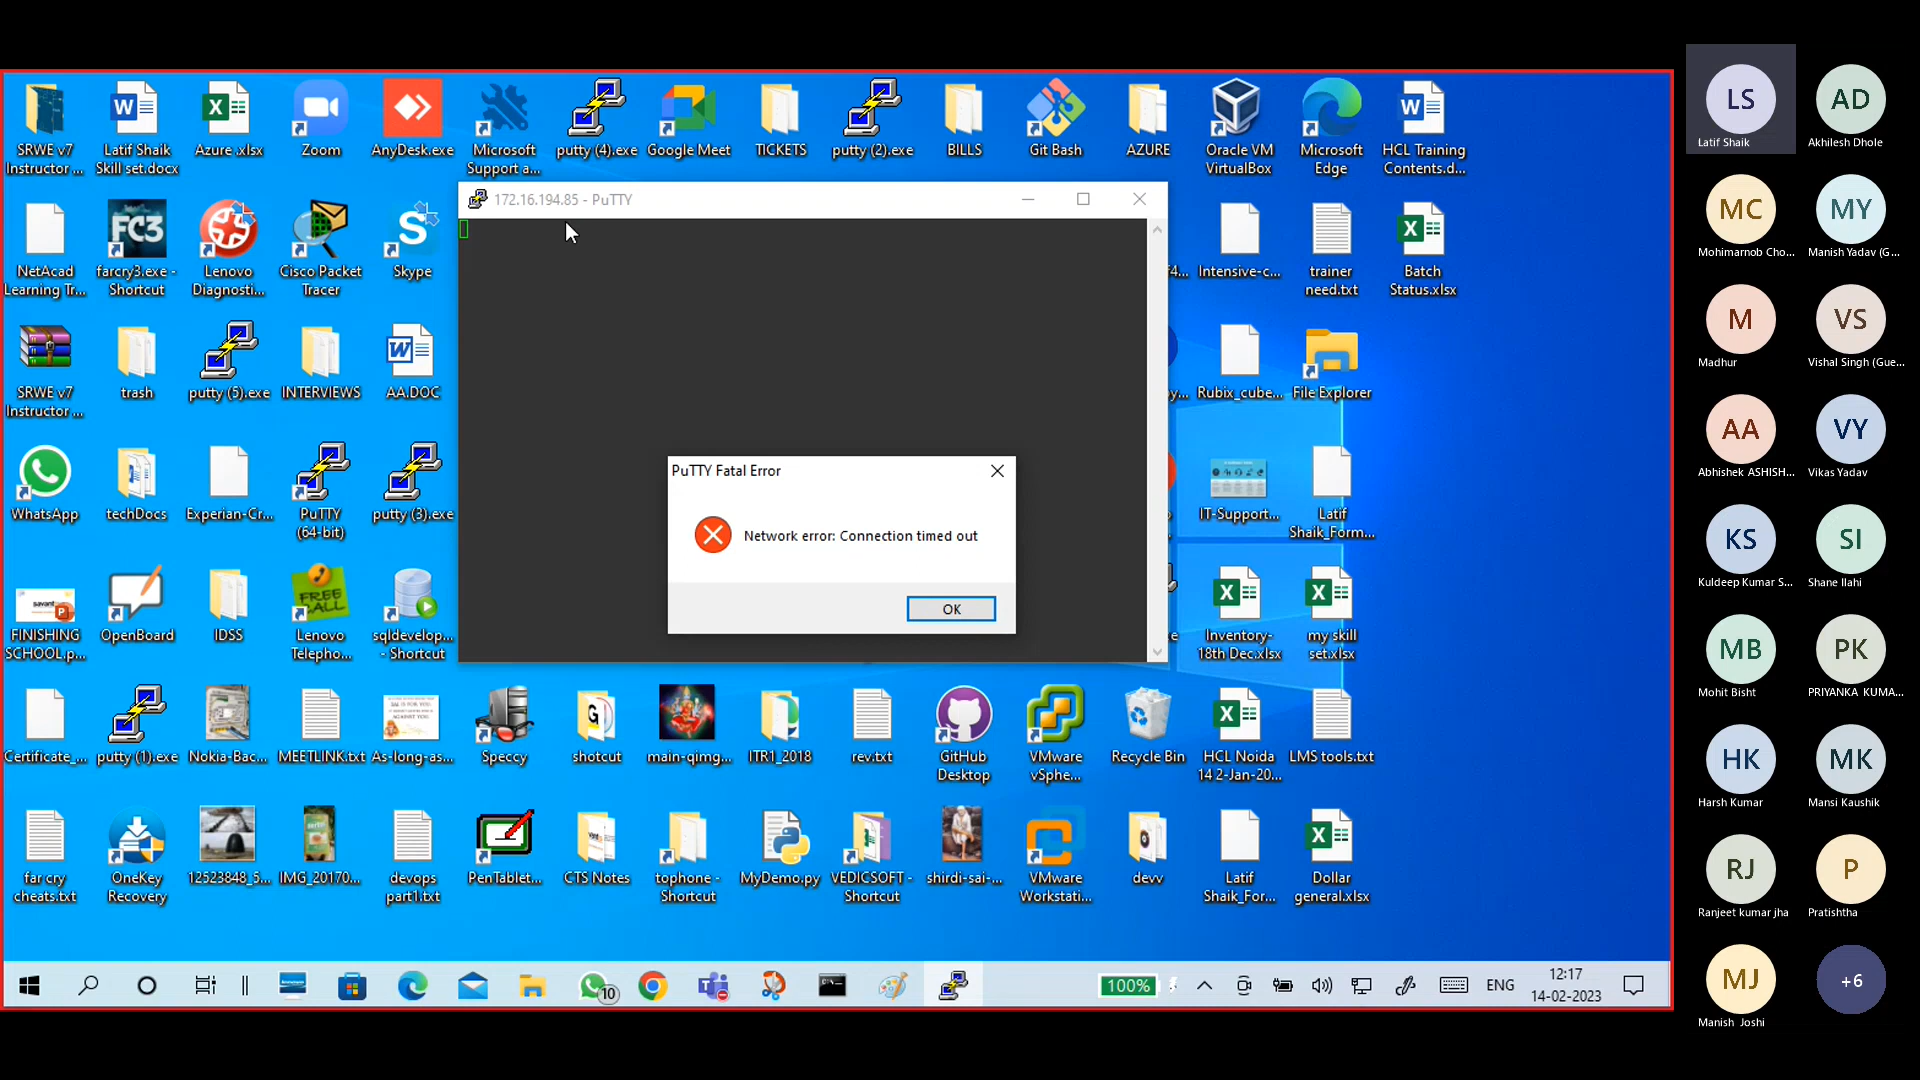 SRWE v7
Instructor ...
Latif Shaik
Skill set.docx
Azure .xlsx
Zoom
AnyDesk.exe
Microsoft
Support a...
putty (4).exe
Google Meet
TICKETS
putty (2).exe
BILLS
Git Bash
AZURE
Oracle VM
VirtualBox
Microsoft
Edge
HCL Training
Contents.d...
172.16.194.85 - PuTTY
NetAcad
Learning Tr...
FC3
farcry3.exe -
Shortcut
Lenovo
Diagnosti...
Cisco Packet
Tracer
Skype
f4...
Intensive-c...
trainer
need.txt
Batch
Status.xlsx
SRWE v7
Instructor ...
trash
putty (5).exe
INTERVIEWS
AA.DOC
y...
Rubix_cube...
File Explorer
PuTTY Fatal Error
Network error: Connection timed out
OK
WhatsApp
techDocs
Experian-Cr...
PuTTY
(64-bit)
putty (3).exe
IT-Support...
Latif
Shaik_Form...
FINISHING
SCHOOL.p...
OpenBoard
IDSS
FREE
CALL
Lenovo
Telepho...
sqldevelop...
- Shortcut
e
Inventory-
18th Dec.xlsx
my skill
set.xlsx
Certificate_...
putty (1).exe
Nokia-Bac...
MEETLINK.txt
As-long-as...
Speccy
shotcut
main-qimg...
ITR1_2018
rev.txt
GitHub
Desktop
VMware
vSphe...
Recycle Bin
HCL Noida
14 2-Jan-20...
LMS tools.txt
far cry
cheats.txt
OneKey
Recovery
12523848_5...
IMG_20170...
devops
part1.txt
PenTablet...
CTS Notes
tophone -
Shortcut
MyDemo.py
VEDICSOFT -
Shortcut
shirdi-sai-...
VMware
Workstati...
devv
Latif
Shaik_For...
Dollar
general.xlsx
10
100%
ENG
12:17
14-02-2023
LS
Latif Shaik
AD
Akhilesh Dhole
MC
Mohimarnob Cho...
MY
Manish Yadav (G...
M
Madhur
VS
Vishal Singh (Gue...
AA
Abhishek ASHISH...
VY
Vikas Yadav
KS
Kuldeep Kumar S...
SI
Shane Ilahi
MB
Mohit Bisht
PK
PRIYANKA KUMA...
HK
Harsh Kumar
MK
Mansi Kaushik
RJ
Ranjeet kumar jha
P
Pratishtha
MJ
Manish Joshi
+6